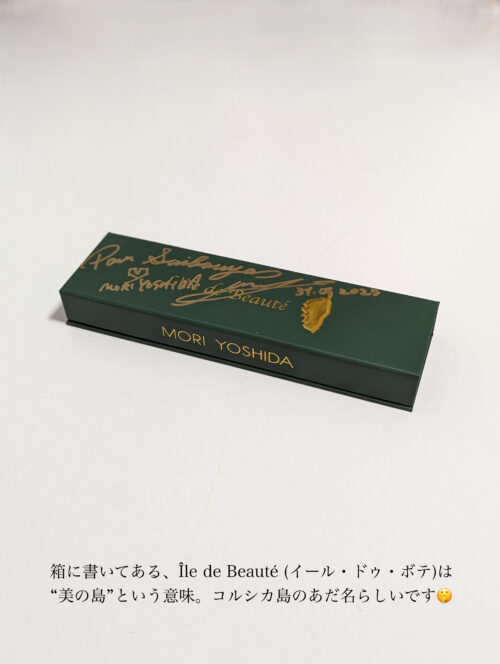 Pour
MORI YOSHIDA
de Beauté
2023
MORI YOSHIDA
箱に書いてある、Île de Beauté (イール・ドゥ・ボテ)は
“美の島”という意味。コルシカ島のあだ名らしいです🤫